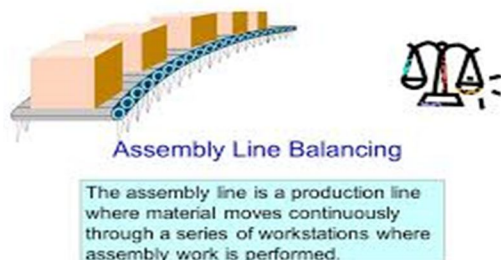 Assembly Line Balancing
The assembly line is a production line
where material moves continuously
through a series of workstations where
assembly work is performed.